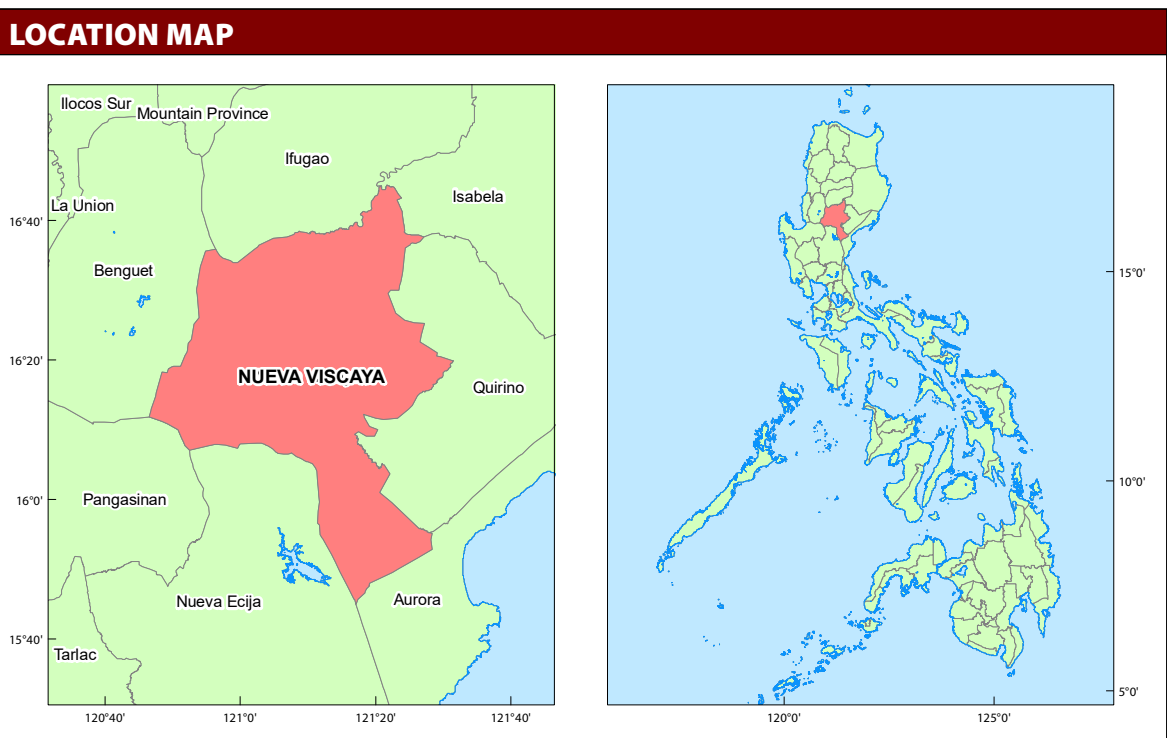 LOCATION MAP
Ilocos Sur
Mountain Province
Ifugao
Isabela
La Union
16°40'
Benguet
15°0'
16°20'
NUEVA VISCAYA
Quirino
10°0'
16°0'
Pangasinan
Nueva Ecija
Aurora
15°40'
Tarlac
5°0'
120°40'
121°0'
121°20'
121°40'
120°0'
125°0'